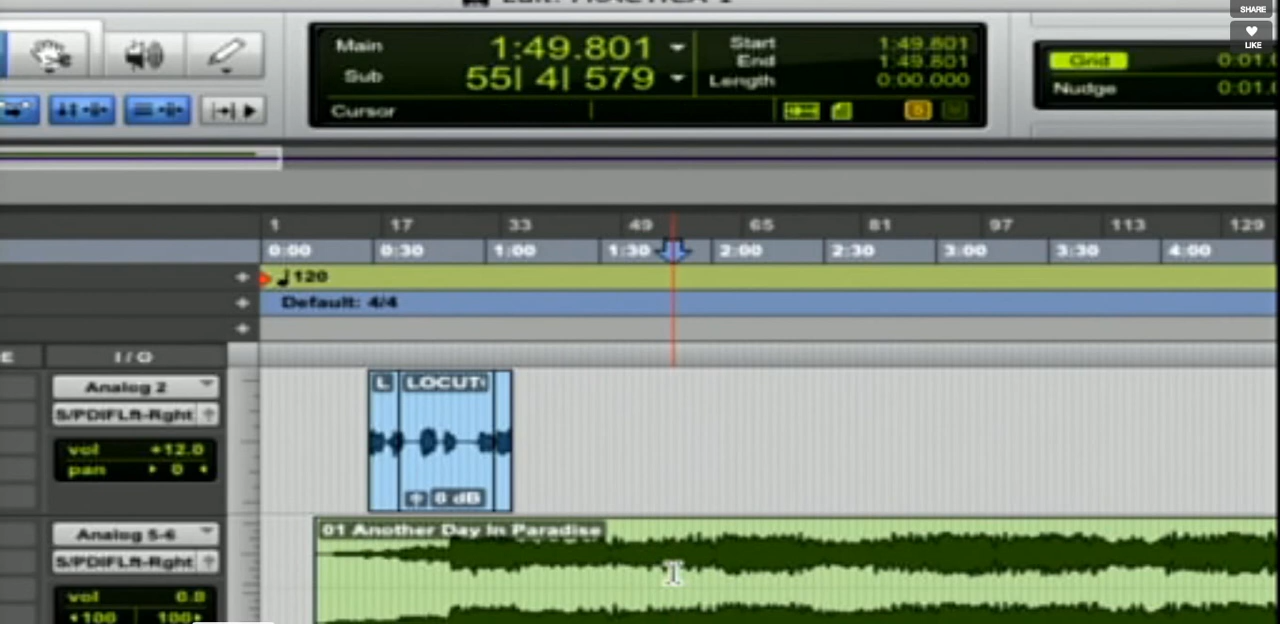 SHARE
LIKE
Main 1:49.801
Sub 55| 4| 579
Cursor
Start 1:49.801
End 1:49.801
Length 0:00.000
Grid
Nudge
1 17 33 49 65 81 97 113 129
0:00 0:30 1:00 1:30 2:00 2:30 3:00 3:30 4:00
120
Default: 4/4
I / O
Analog 2
S/PDIFLft-Rght
vol +12.0
pan 0
L LOCUT
0 dB
01 Another Day In Paradise
Analog 5-6
S/PDIFLft-Rght
vol 0.0
100 100